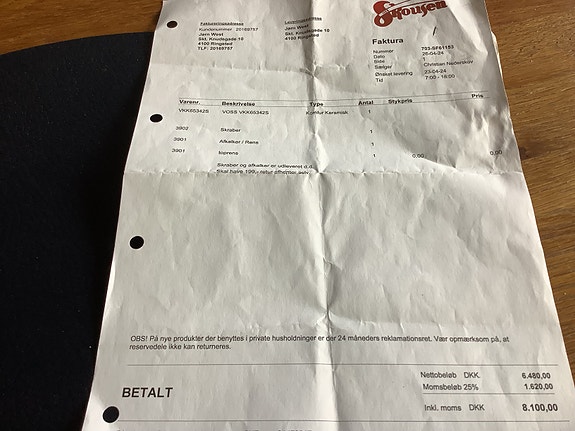 Skousen
Faktureringsadresse
Kundenummer 20169757
Jørn West
Skt. Knudsgade 10
4100 Ringsted
TLF: 20169757
Leveringsadresse
Jørn West
Skt. Knudsgade 10
4100 Ringsted
Faktura
Nummer 703-SF61153
Dato 26-04-24
Side 1
Sælger Christian Nederskov
Ønsket levering 23-04-24
Tid 7:00 - 18:00
Varenr. Beskrivelse Type Antal Stykpris Pris
VKK65342S VOSS VKK65342S Komfur Keramisk 1
3902 Skraber 1
3901 Afkalker / Rens 1
3901 1 0,00 0,00
Skraber og afkalker er udleveret d.d.
Skal have 199,- retur afhenter selv
OBS! På nye produkter der benyttes i private husholdninger er der 24 måneders reklamationsret. Vær opmærksom på, at
reservedele ikke kan returneres.
Nettobeløb DKK. 6.480,00
Momsbeløb 25% 1.620,00
BETALT
Inkl. moms DKK 8.100,00